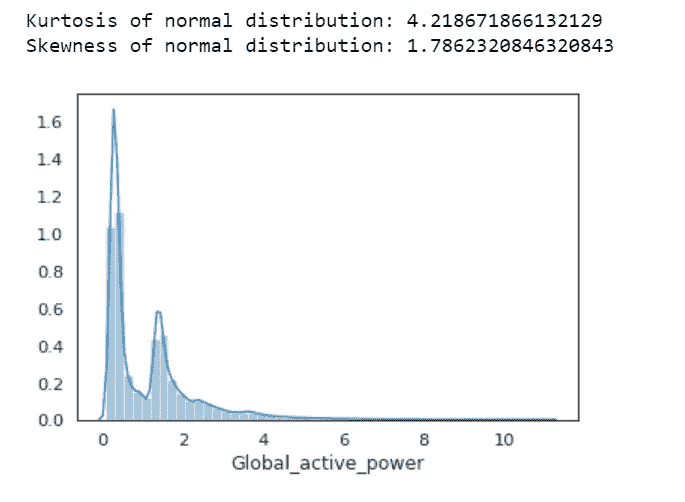 Kurtosis of normal distribution: 4.218671866132129
Skewness of normal distribution: 1.7862320846320843
1.6
1.4
1.2
1.0
0.8
0.6
0.4
0.2
0.0
0 2 4 6 8 10
Global_active_power